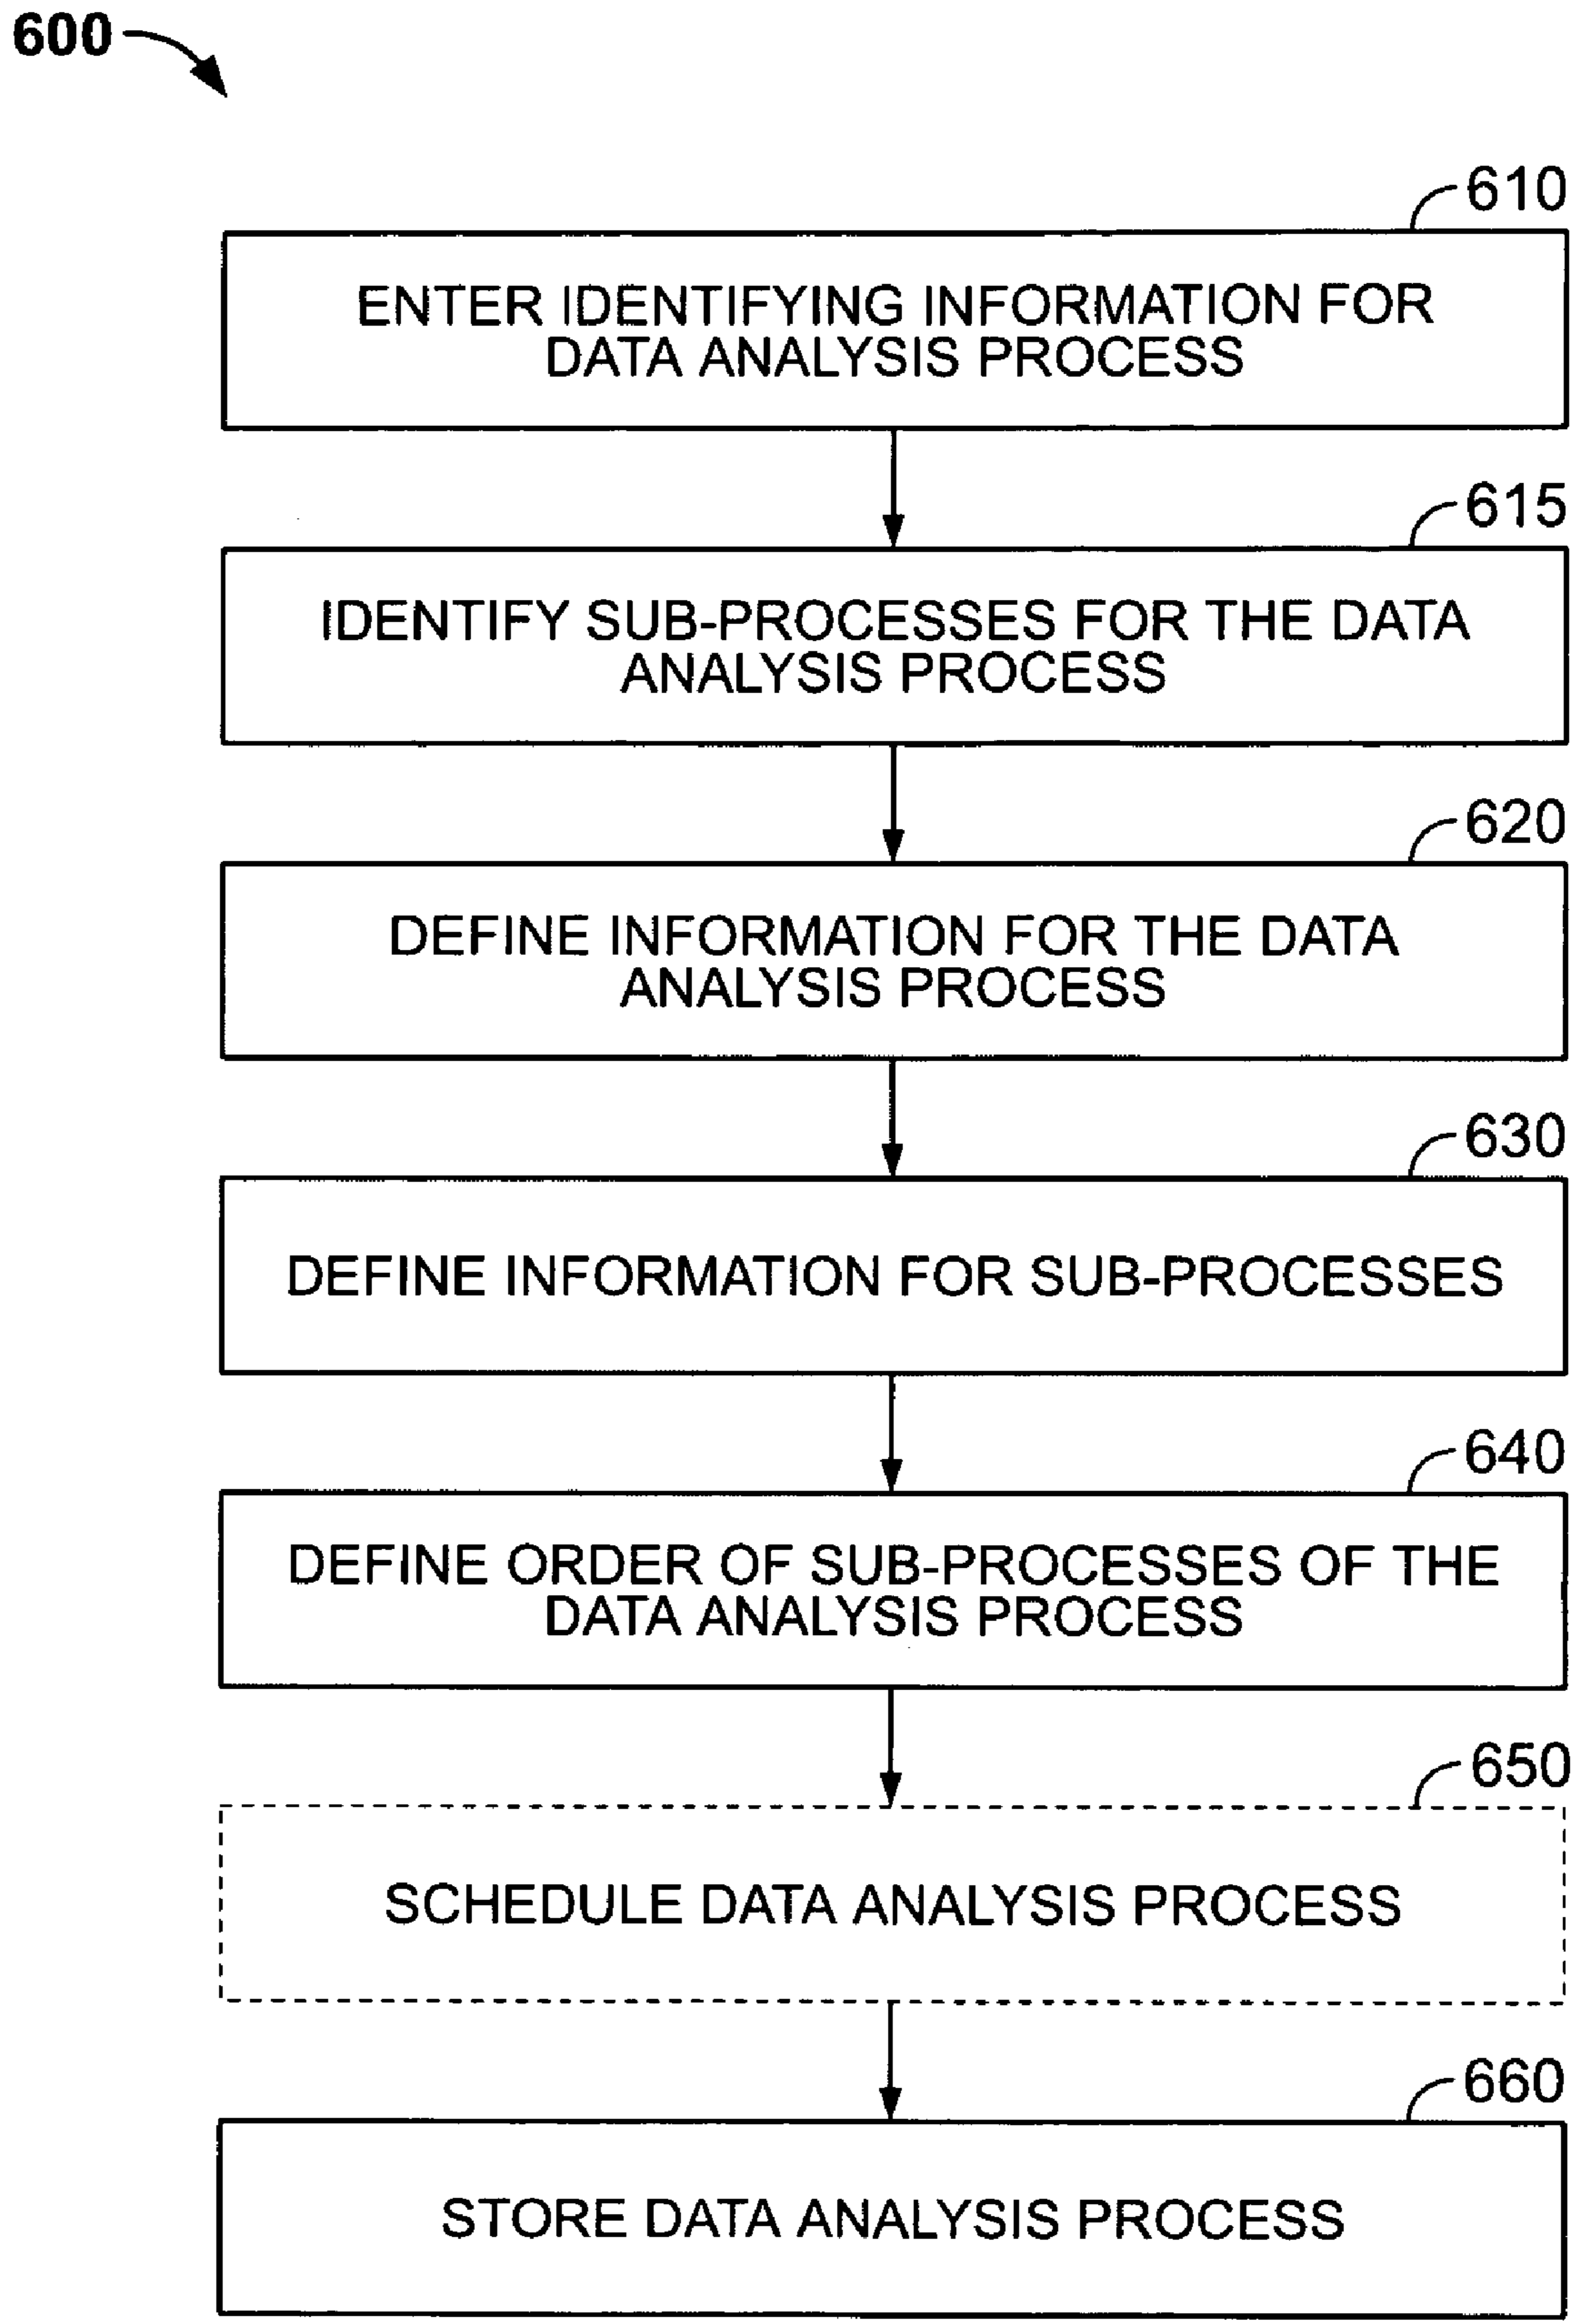 600
610
ENTER IDENTIFYING INFORMATION FOR
DATA ANALYSIS PROCESS
615
IDENTIFY SUB-PROCESSES FOR THE DATA
ANALYSIS PROCESS
620
DEFINE INFORMATION FOR THE DATA
ANALYSIS PROCESS
630
DEFINE INFORMATION FOR SUB-PROCESSES
640
DEFINE ORDER OF SUB-PROCESSES OF THE
DATA ANALYSIS PROCESS
650
SCHEDULE DATA ANALYSIS PROCESS
660
STORE DATA ANALYSIS PROCESS